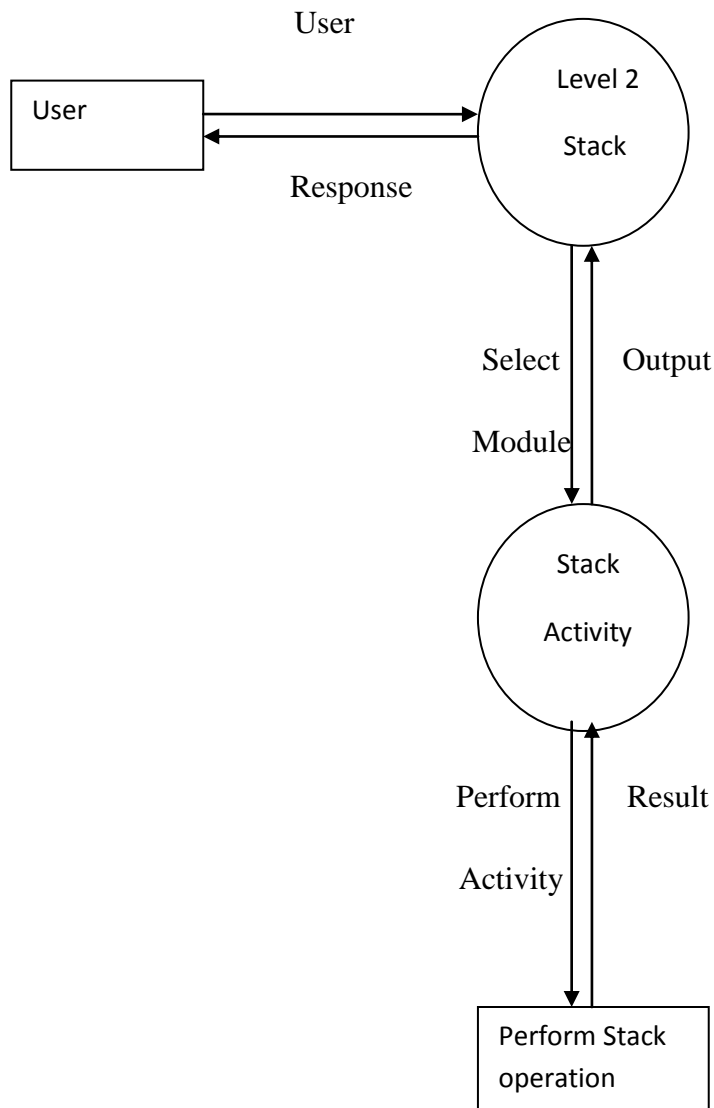 User
User
Level 2
Stack
Response
Select
Output
Module
Stack
Activity
Perform
Result
Activity
Perform Stack
operation